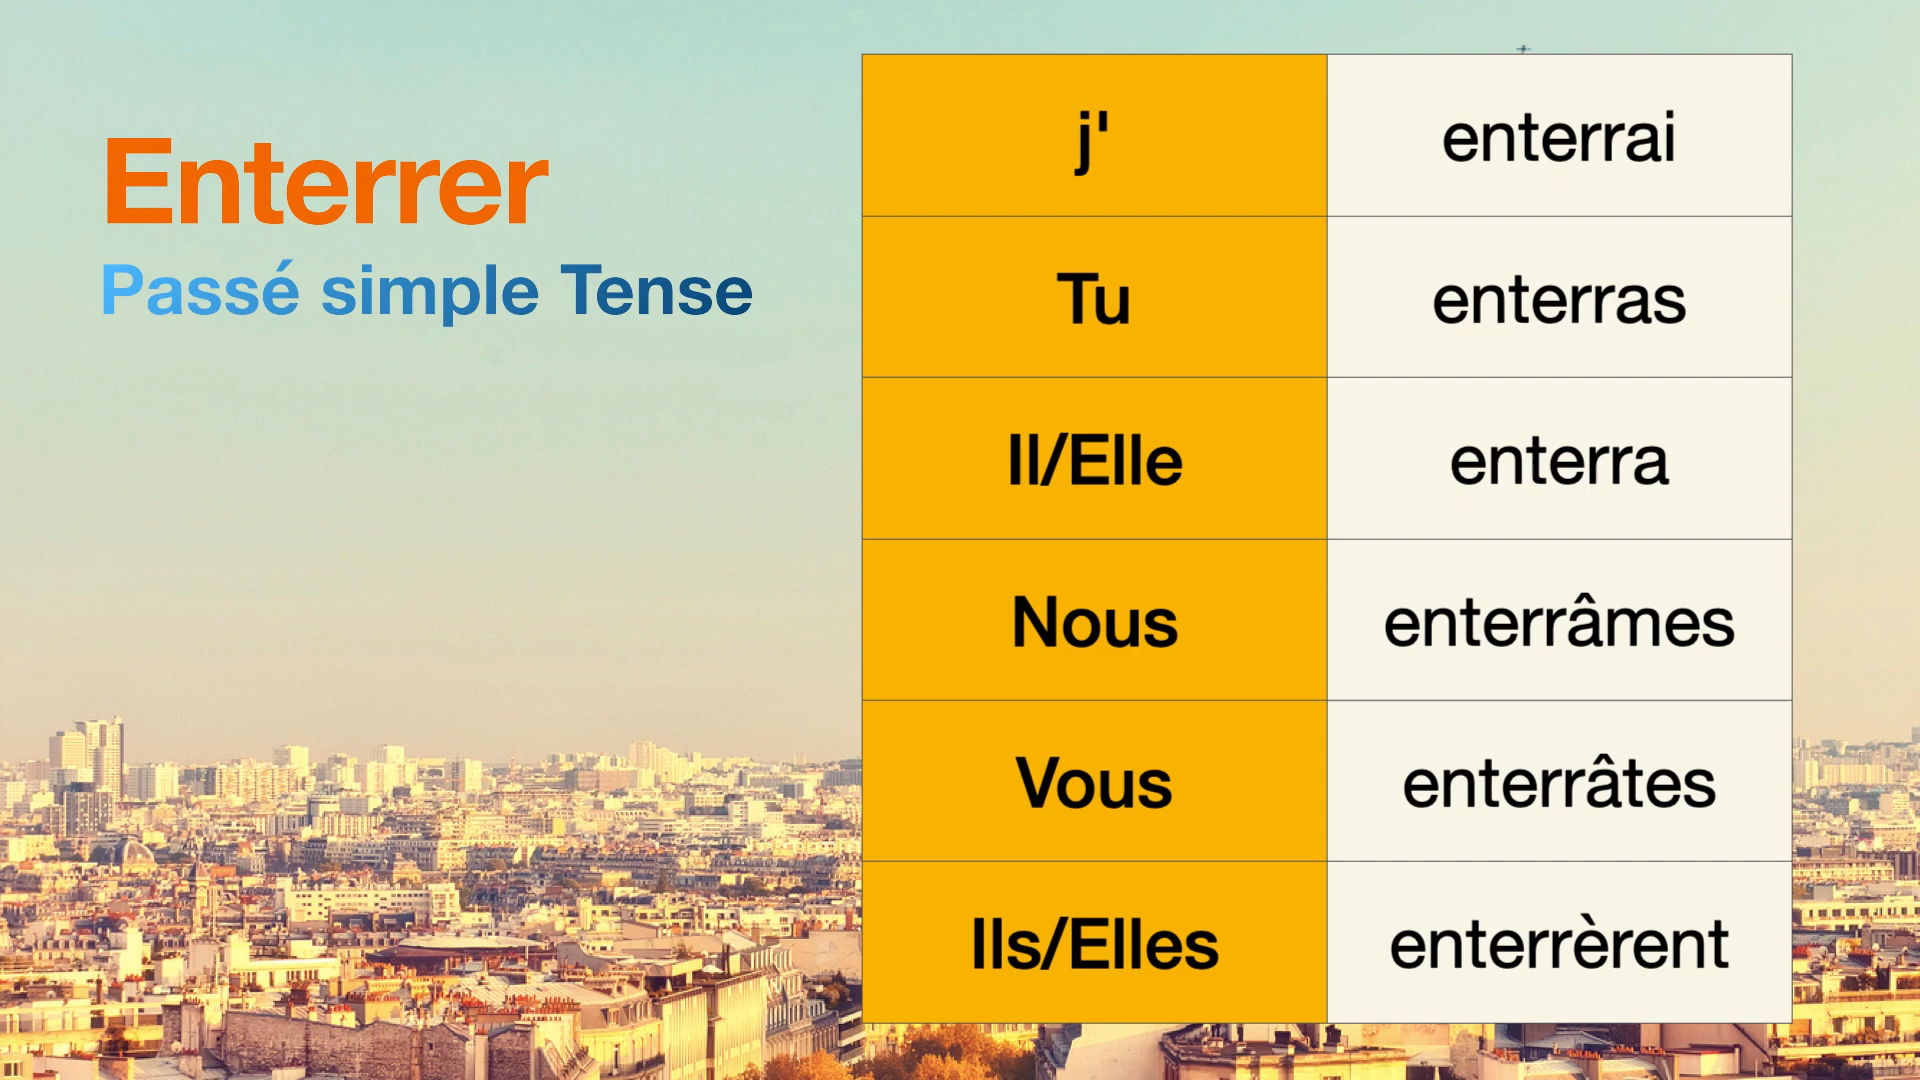 Enterrer
Passé simple Tense
j' enterrai
Tu enterras
Il/Elle enterra
Nous enterrâmes
Vous enterrâtes
Ils/Elles enterrèrent